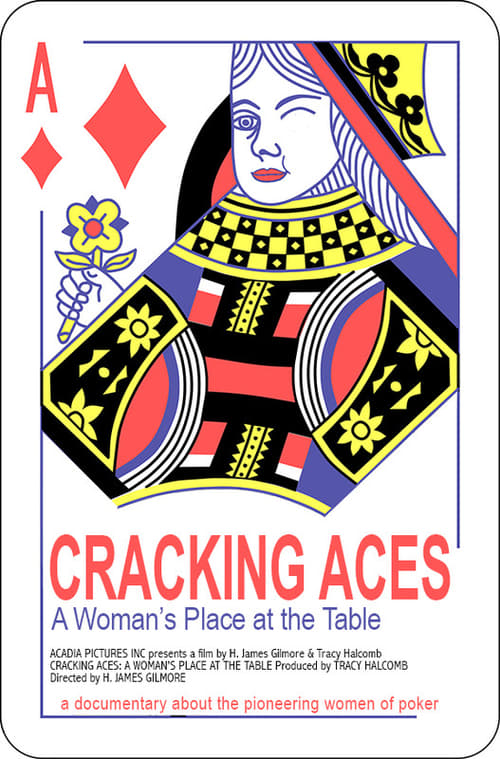 A
CRACKING ACES
A Woman's Place at the Table
ACADIA PICTURES INC presents a film by H. James Gilmore & Tracy Halcomb
CRACKING ACES: A WOMAN'S PLACE AT THE TABLE Produced by TRACY HALCOMB
Directed by H. JAMES GILMORE
a documentary about the pioneering women of poker